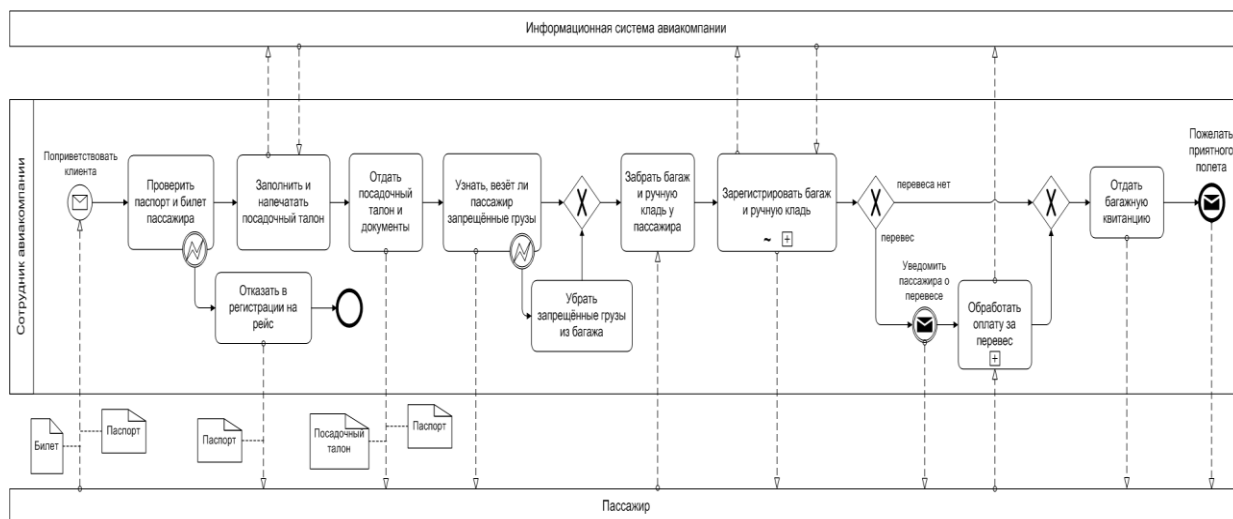 Информационная система авиакомпании
Сотрудник авиакомпании
Поприветствовать
клиента
Проверить
паспорт и билет
пассажира
Заполнить и
напечатать
посадочный талон
Отдать
посадочный
талон и
документы
Узнать, везёт ли
пассажир
запрещённые грузы
X
Забрать багаж
и ручную
кладь у
пассажира
Зарегистрировать багаж
и ручную кладь
~
X
перевеса нет
перевес
X
Отдать
багажную
квитанцию
Пожелать
приятного
полета
Отказать в
регистрации на
рейс
Убрать
запрещённые грузы
из багажа
Уведомить
пассажира о
перевесе
Обработать
оплату за
перевес
Билет
Паспорт
Паспорт
Посадочный
талон
Паспорт
Пассажир